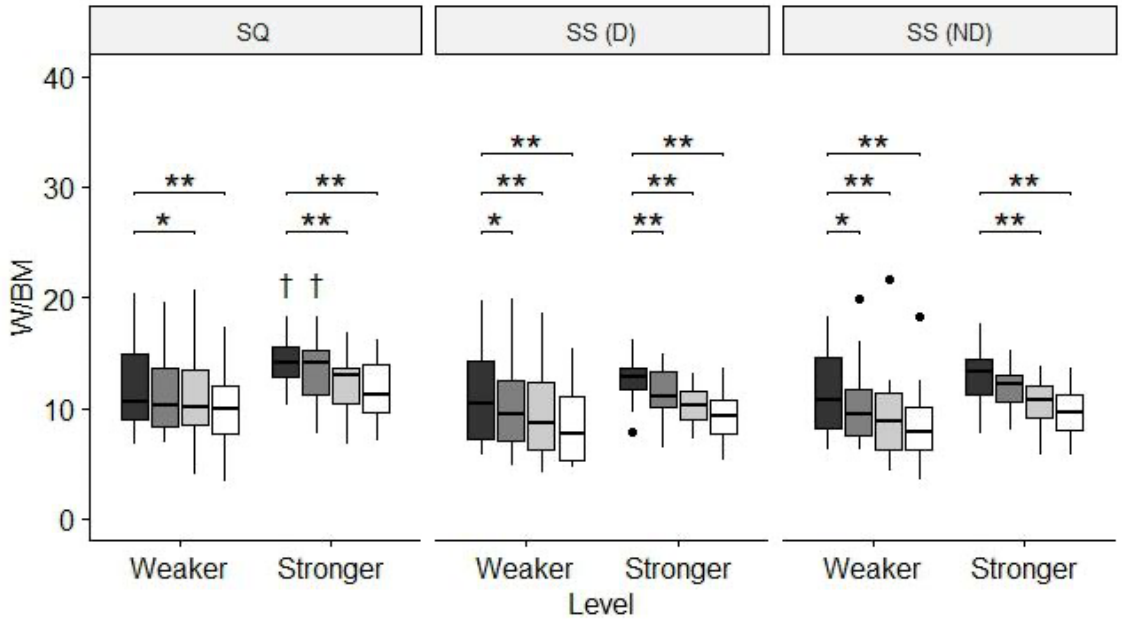 SQ SS (D) SS (ND)
40
** **
** ** ** ** **
30
** ** ** ** ** ** **
* ** * ** * **
† †
20
W/BM
10
0
Weaker Stronger Weaker Stronger Weaker Stronger
Level